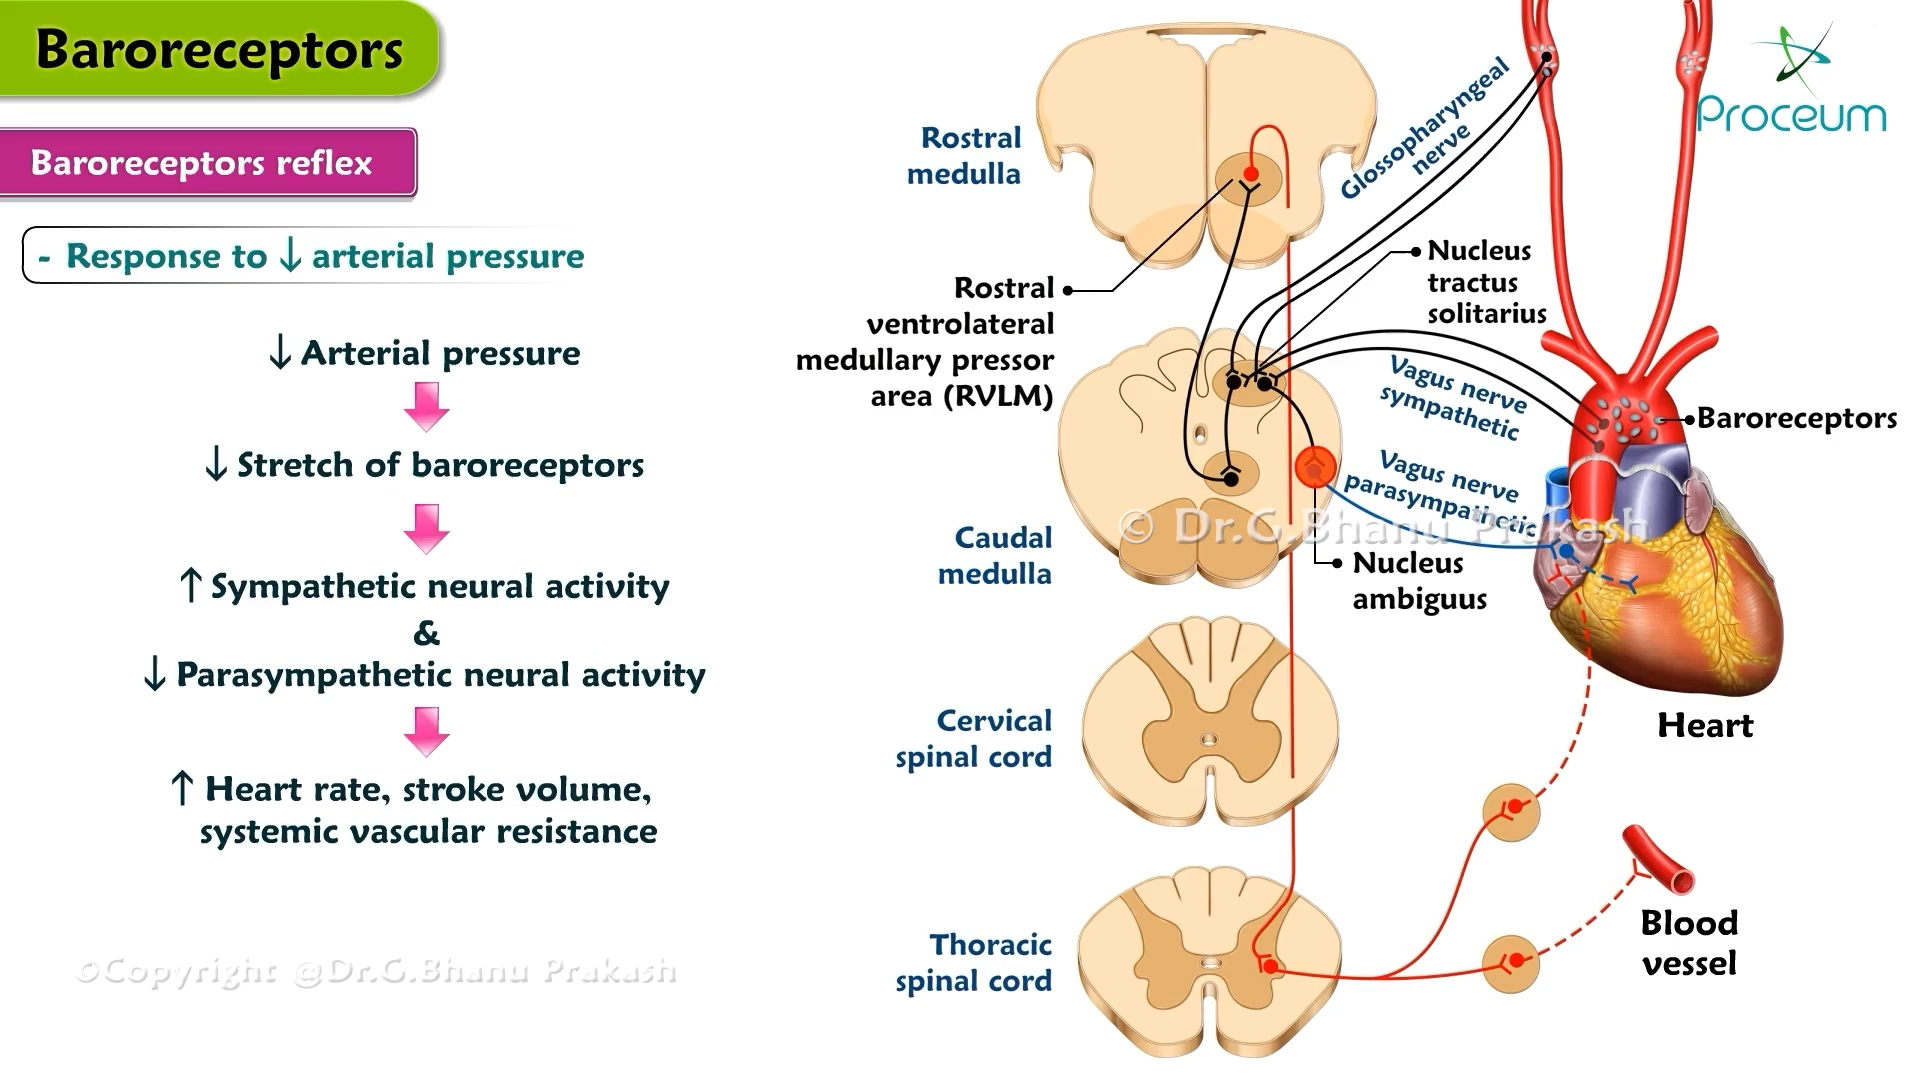 Baroreceptors
Baroreceptors reflex
- Response to ↓ arterial pressure
↓ Arterial pressure
↓ Stretch of baroreceptors
↑ Sympathetic neural activity
&
↓ Parasympathetic neural activity
↑ Heart rate, stroke volume,
systemic vascular resistance
©Copyright @Dr.G.Bhanu Prakash
Rostral
medulla
Rostral
ventrolateral
medullary pressor
area (RVLM)
Caudal
medulla
Cervical
spinal cord
Thoracic
spinal cord
Glossopharyngeal
nerve
Nucleus
tractus
solitarius
Vagus nerve
sympathetic
Vagus nerve
parasympathetic
© Dr.G.Bhanu Prakash
Nucleus
ambiguus
Proceum
Baroreceptors
Heart
Blood
vessel